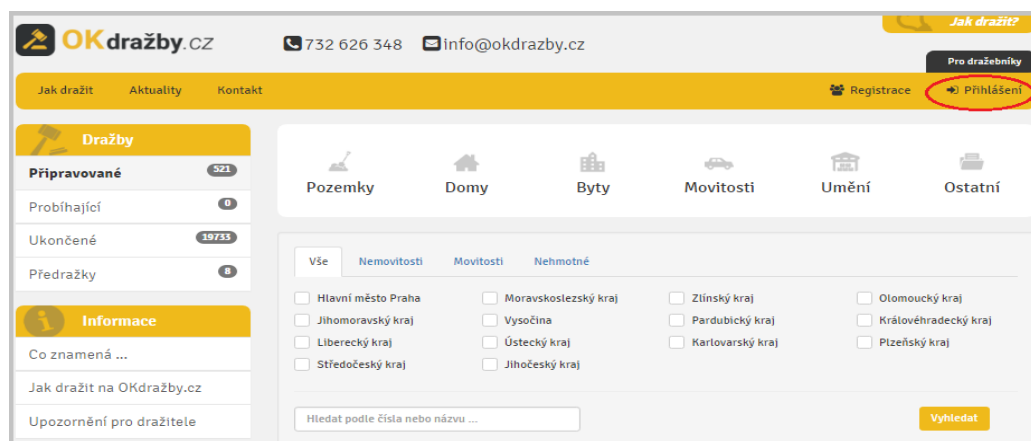 Jak dražit?
OKdražby.cz
732 626 348 info@okdrazby.cz
Pro dražebníky
Jak dražit Aktuality Kontakt Registrace Přihlášení
Dražby
Připravované 521
Probíhající 0
Ukončené 19733
Předražky 8
Informace
Co znamená ...
Jak dražit na OKdražby.cz
Upozornění pro dražitele
Pozemky Domy Byty Movitosti Umění Ostatní
Vše Nemovitosti Movitosti Nehmotné
Hlavní město Praha Moravskoslezský kraj Zlínský kraj Olomoucký kraj
Jihomoravský kraj Vysočina Pardubický kraj Královéhradecký kraj
Liberecký kraj Ústecký kraj Karlovarský kraj Plzeňský kraj
Středočeský kraj Jihočeský kraj
Hledat podle čísla nebo názvu ... Vyhledat